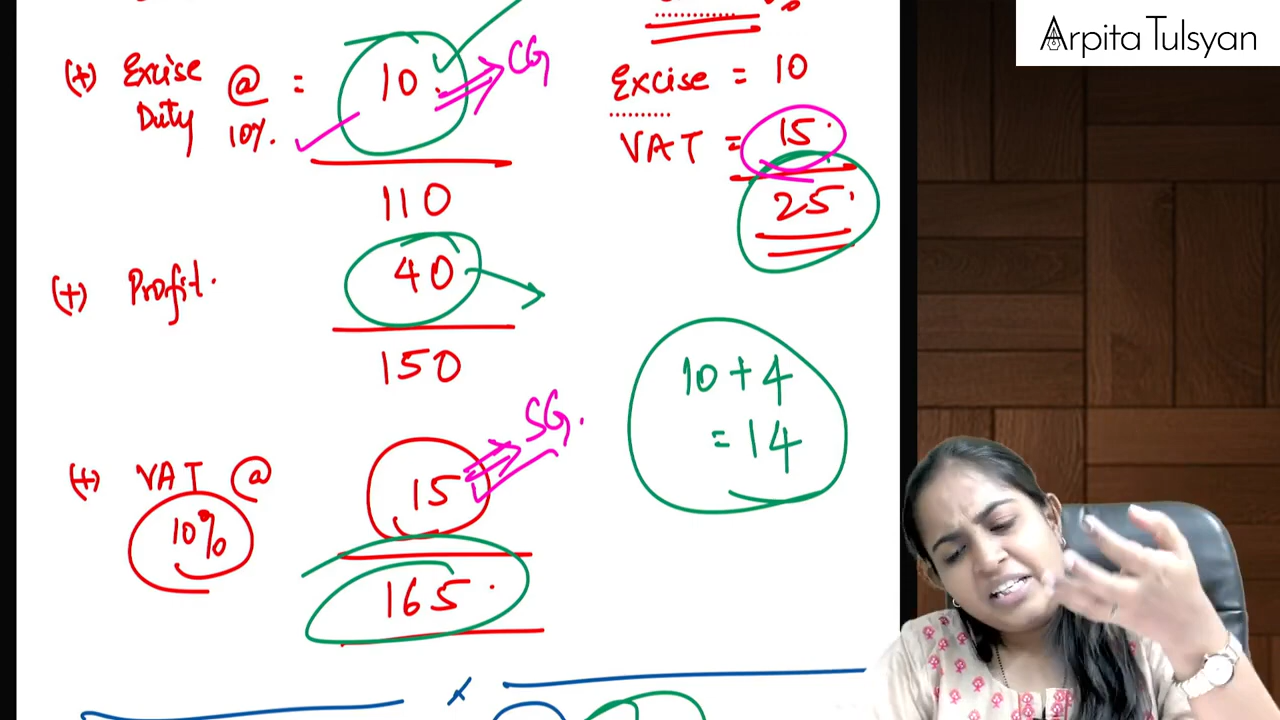 Arpita Tulsyan
(+) Excise Duty @ 10% = 10 → CG
110
(+) Profit. 40
150
(+) VAT @ 10% 15 → SG.
165
Excise = 10
VAT = 15
25
10 + 4
= 14